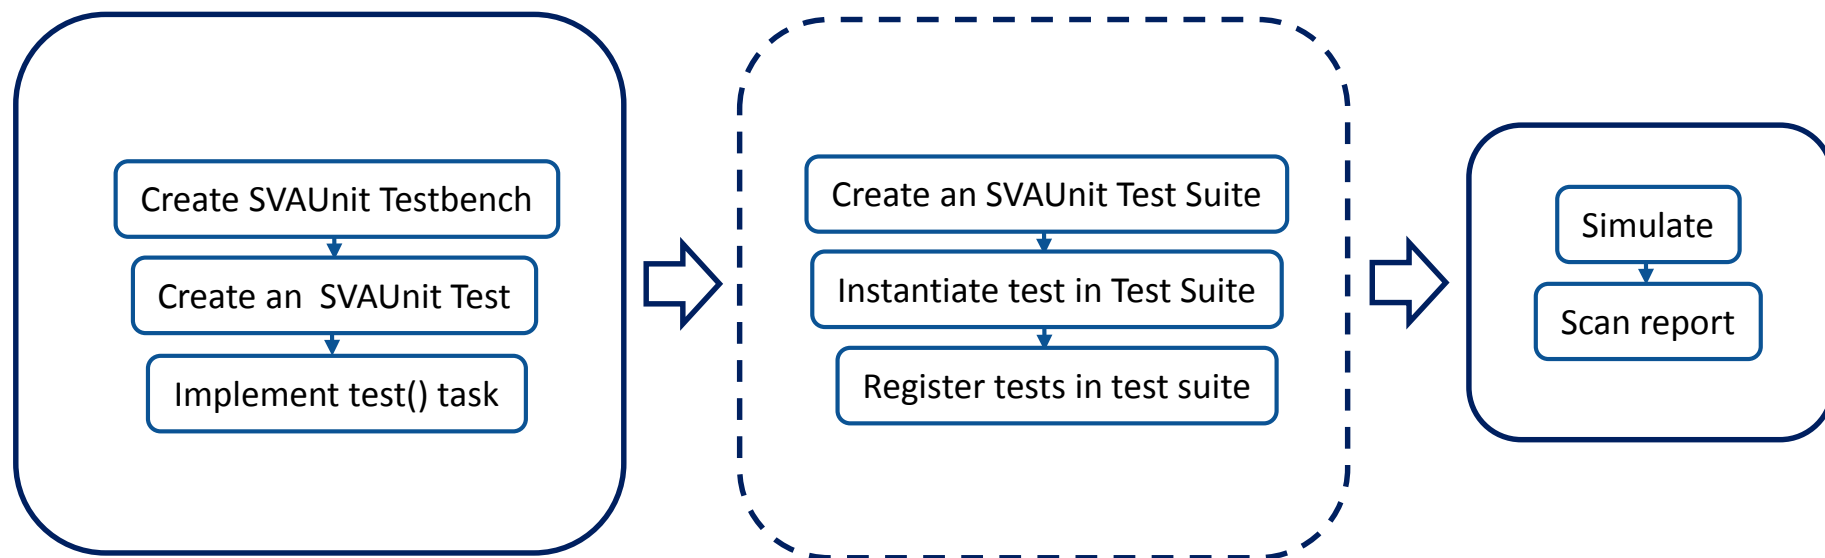 Create SVAUnit Testbench
Create an  SVAUnit Test
Implement test() task
Create an SVAUnit Test Suite
Instantiate test in Test Suite
Register tests in test suite
Simulate
Scan report